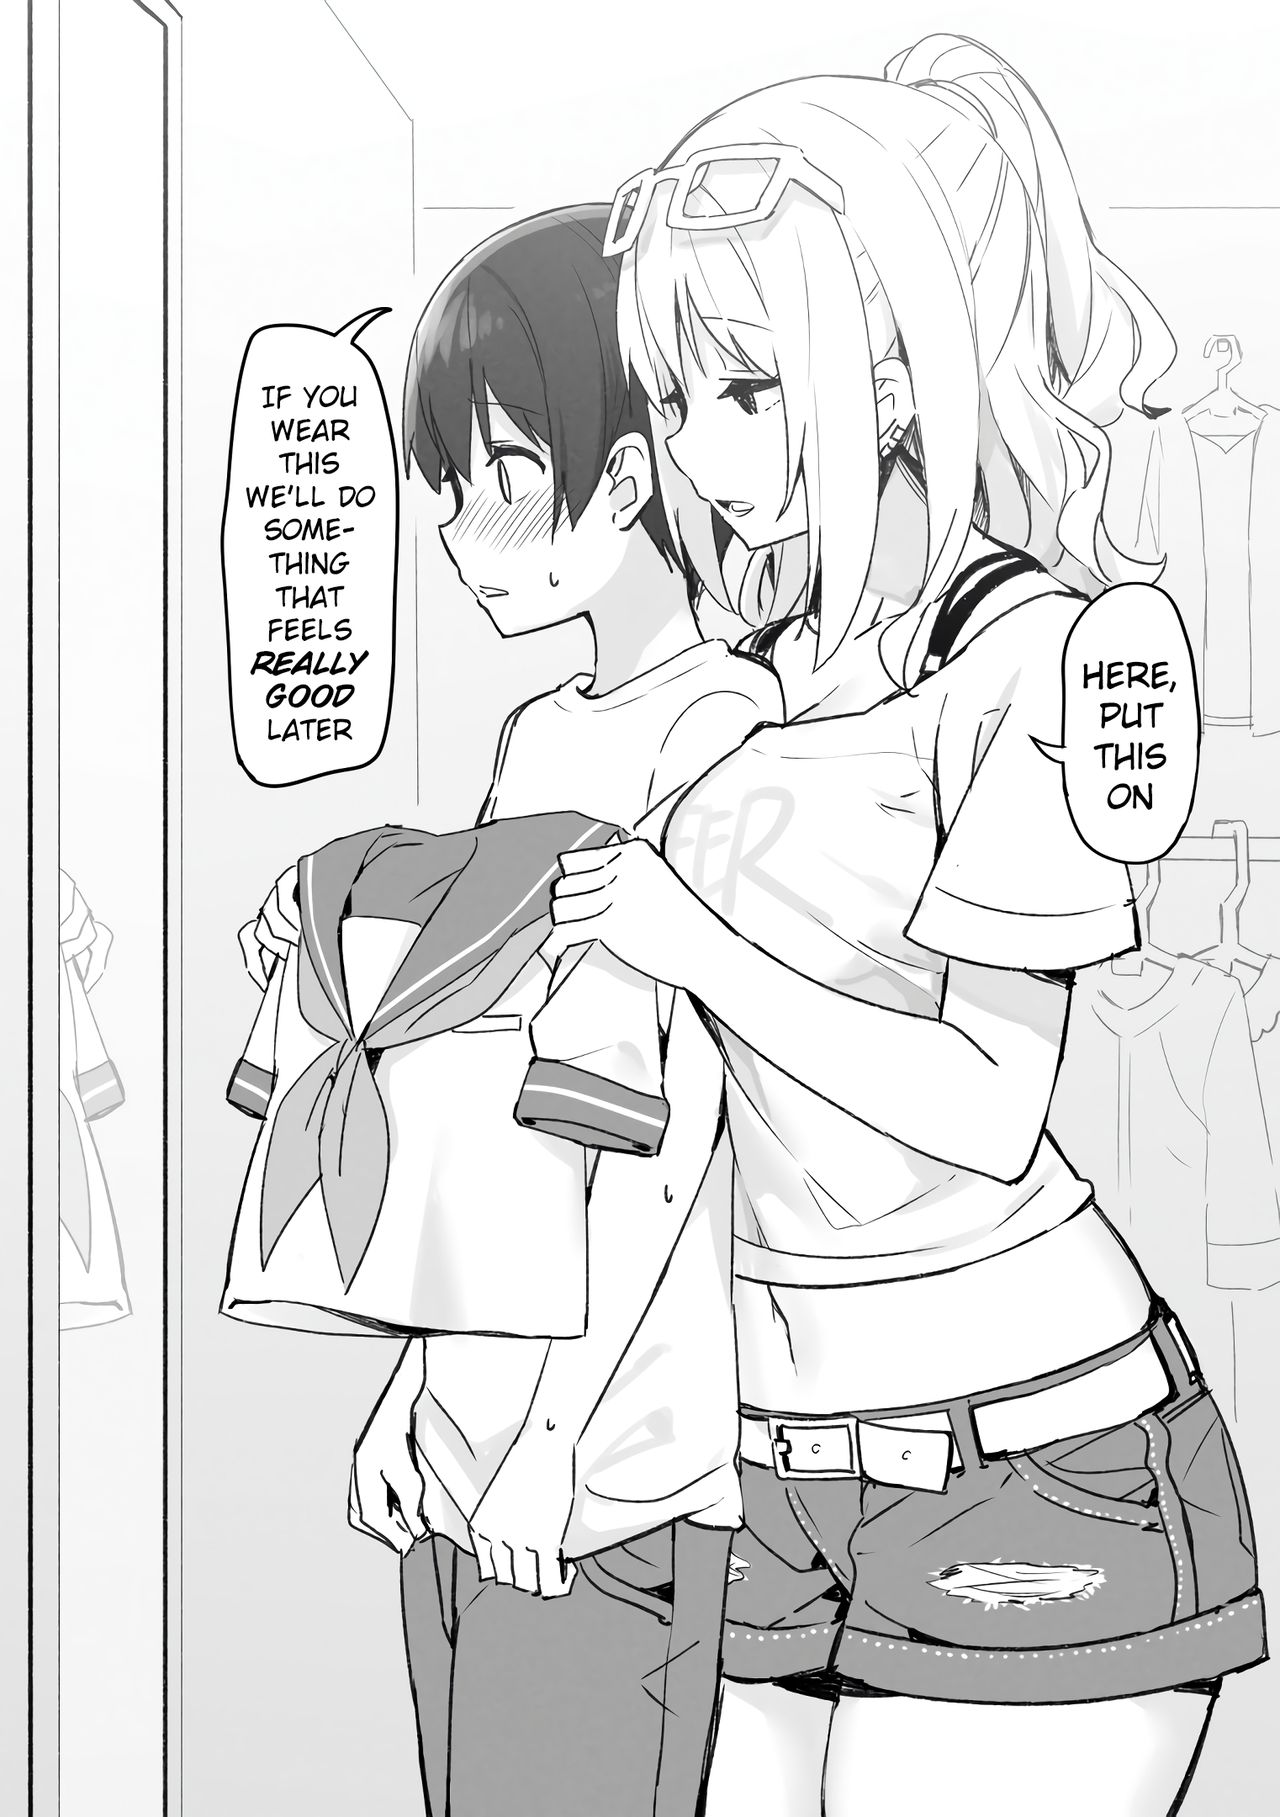 HERE,
PUT
THIS
ON
IF YOU
WEAR
THIS
WE'LL DO
SOME-
THING
THAT
FEELS
REALLY
GOOD
LATER